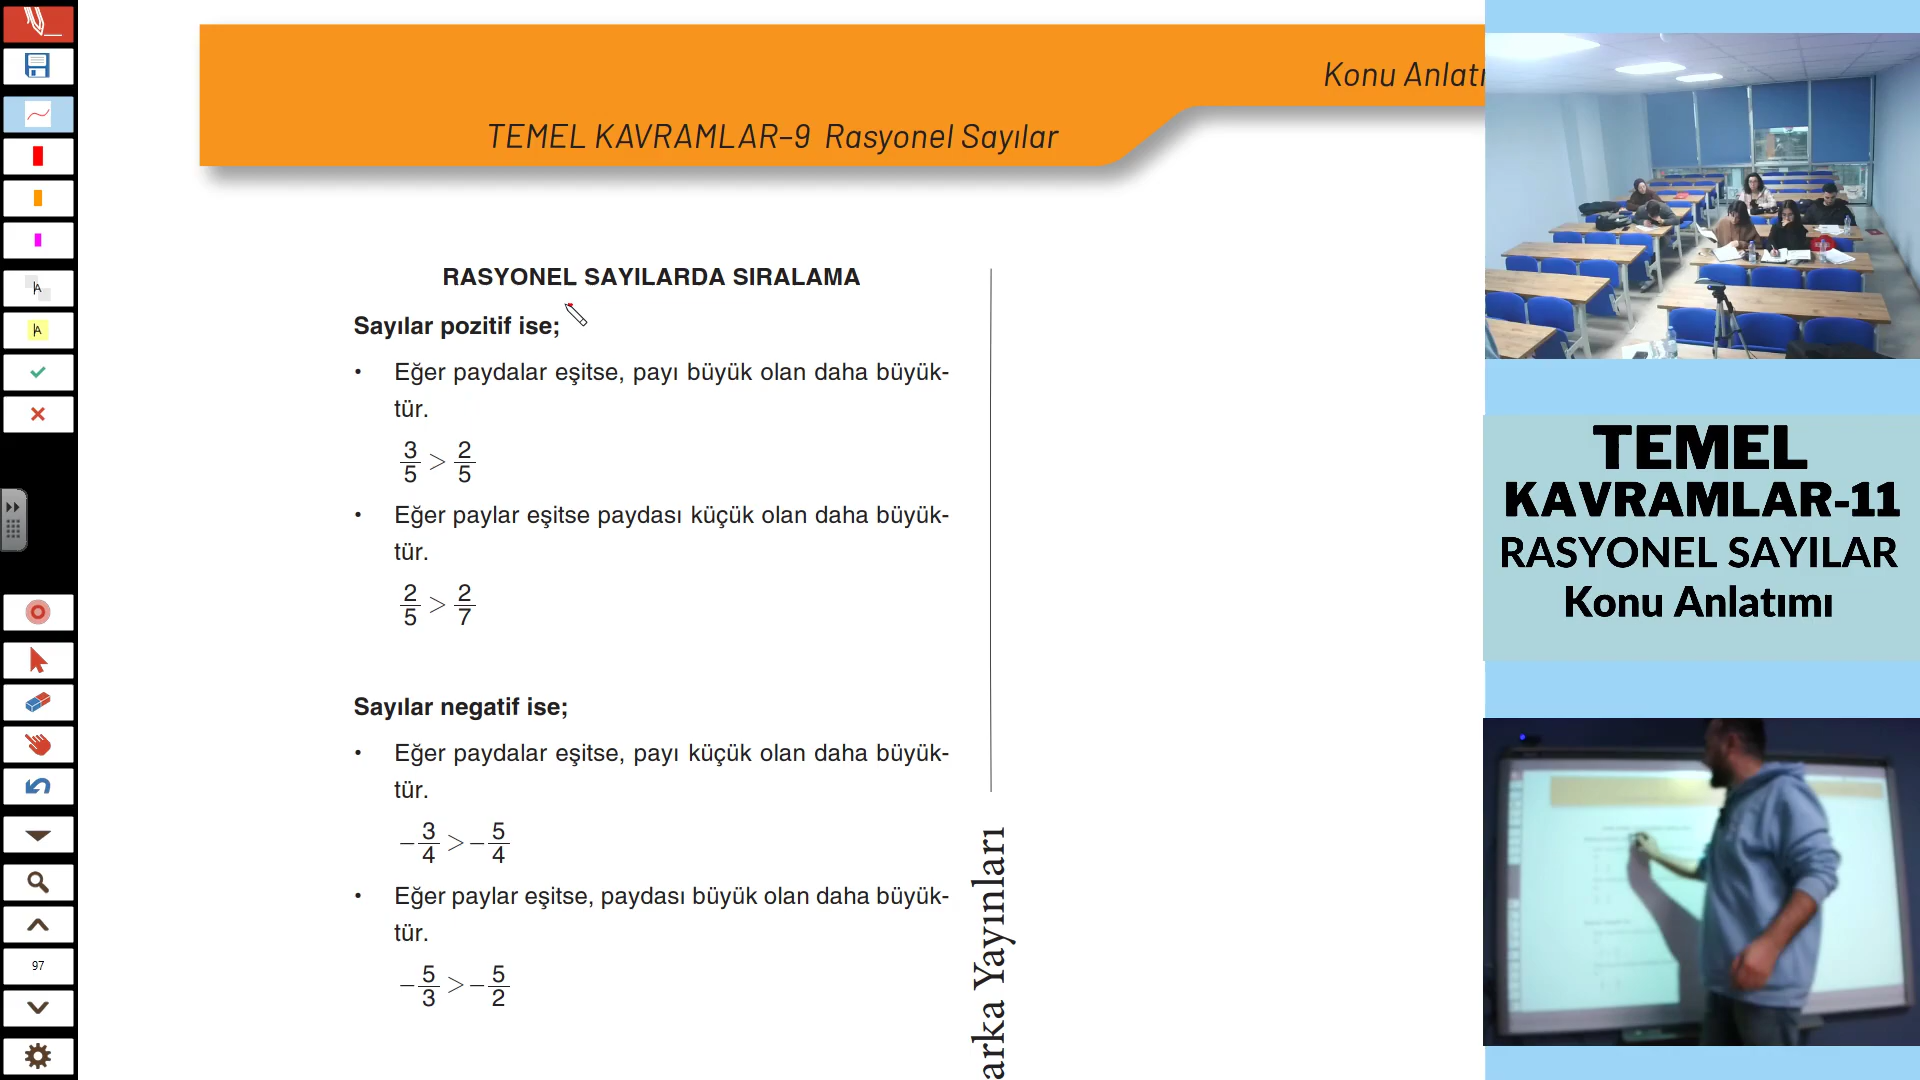 Konu Anlatı
TEMEL KAVRAMLAR-9 Rasyonel Sayılar
RASYONEL SAYILARDA SIRALAMA
Sayılar pozitif ise;
• Eğer paydalar eşitse, payı büyük olan daha büyük-
tür.
3/5 > 2/5
• Eğer paylar eşitse paydası küçük olan daha büyük-
tür.
2/5 > 2/7
Sayılar negatif ise;
• Eğer paydalar eşitse, payı küçük olan daha büyük-
tür.
-3/4 > -5/4
• Eğer paylar eşitse, paydası büyük olan daha büyük-
tür.
-5/3 > -5/2
arka Yayınları
97
TEMEL
KAVRAMLAR-11
RASYONEL SAYILAR
Konu Anlatımı